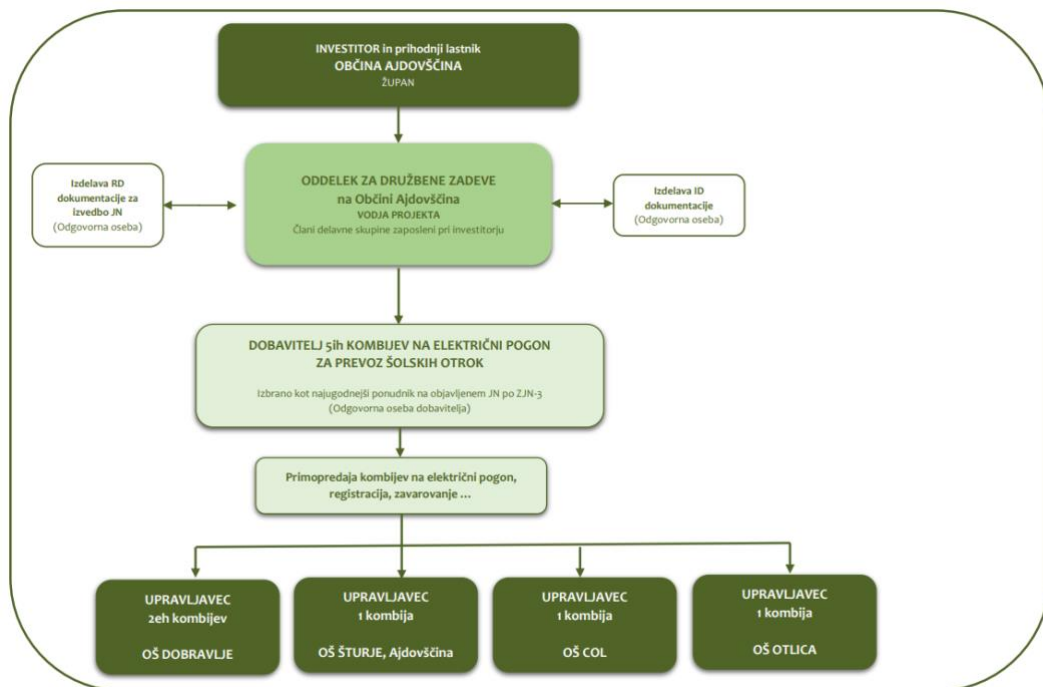 INVESTITOR in prihodnji lastnik
OBČINA AJDOVŠČINA
ŽUPAN
Izdelava RD
dokumentacije za
izvedbo JN
(Odgovorna oseba)
ODDELEK ZA DRUŽBENE ZADEVE
na Občini Ajdovščina
VODJA PROJEKTA
Člani delavne skupine zaposleni pri investitorju
Izdelava ID
dokumentacije
(Odgovorna oseba)
DOBAVITELJ 5ih KOMBIJEV NA ELEKTRIČNI POGON
ZA PREVOZ ŠOLSKIH OTROK
Izbrano kot najugodnejši ponudnik na objavljenem JN po ZJN-3
(Odgovorna oseba dobavitelja)
Primopredaja kombijev na električni pogon,
registracija, zavarovanje ...
UPRAVLJAVEC
2eh kombijev
OŠ DOBRAVLJE
UPRAVLJAVEC
1 kombija
OŠ ŠTURJE, Ajdovščina
UPRAVLJAVEC
1 kombija
OŠ COL
UPRAVLJAVEC
1 kombija
OŠ OTLICA